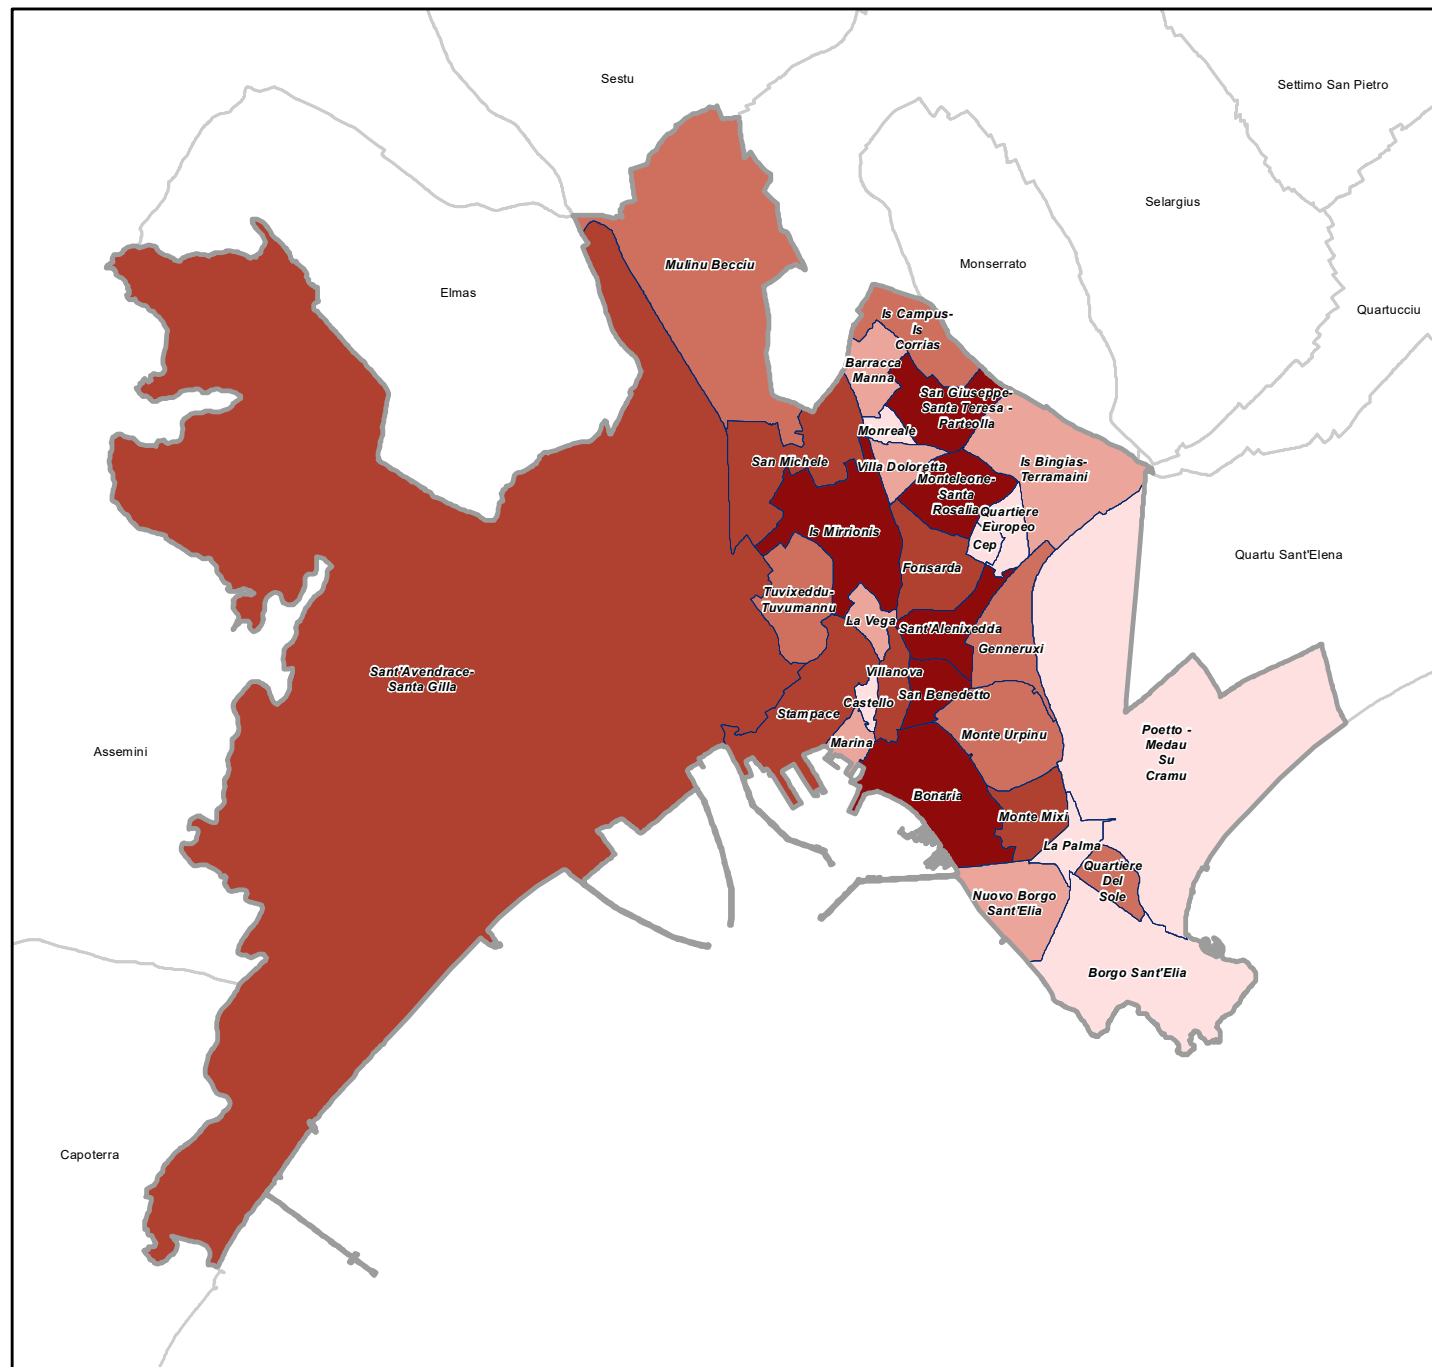 Sestu
Settimo San Pietro
Selargius
Monserrato
Mulinu Becciu
Elmas
Quartucciu
Is Campus-
Is
Corrias
Barracca
Manna
San Giuseppe-
Santa Teresa -
Parteolla
Monreale
San Michele
Villa Doloretta
Is Bingias-
Terramaini
Monteleone-
Santa
Rosalia
Quartiere
Europeo
Is Mirrionis
Cep
Quartu Sant'Elena
Fonsarda
Tuvixeddu-
Tuvumannu
La Vega
Sant'Alenixedda
Genneruxi
Sant'Avendrace-
Santa Gilla
Villanova
San Benedetto
Castello
Stampace
Marina
Monte Urpinu
Poetto -
Medau
Su
Cramu
Assemini
Bonaria
Monte Mixi
La Palma
Quartiere
Del
Sole
Nuovo Borgo
Sant'Elia
Borgo Sant'Elia
Capoterra